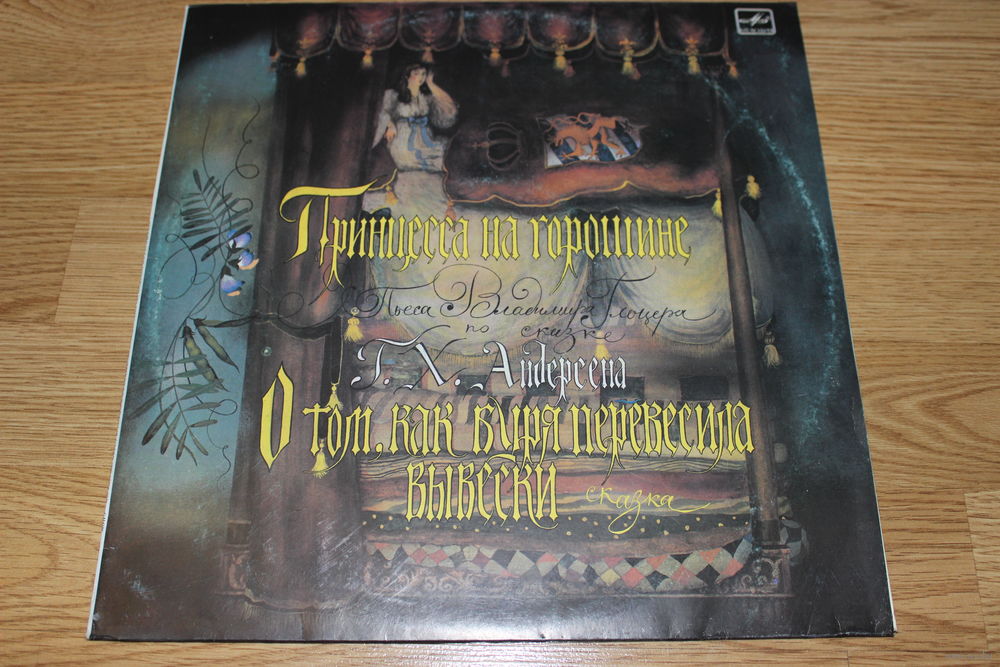 Принцесса на горошине
Пьеса Владимира Глоцера
по сказке
Г. Х. Андерсена
О том, как буря перевесила
вывески сказка